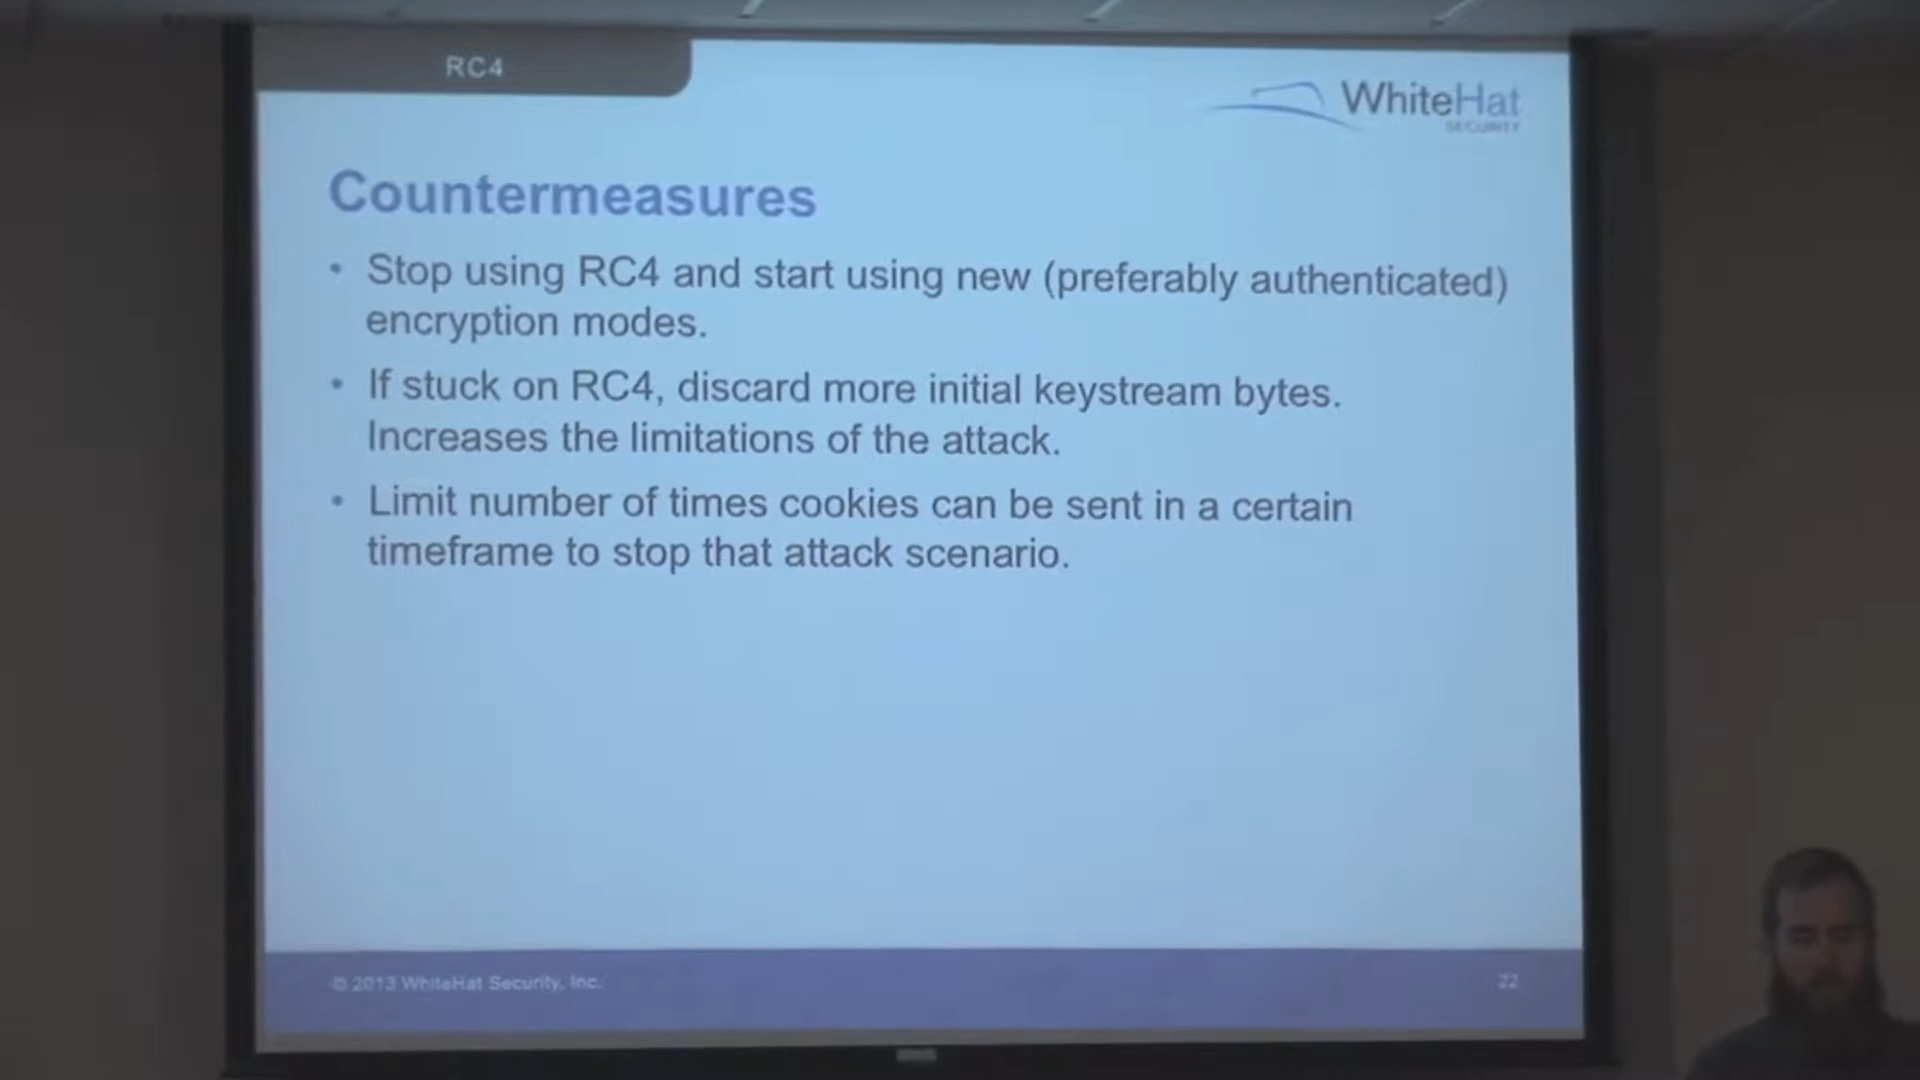 RC4
WhiteHat
SECURITY
Countermeasures
• Stop using RC4 and start using new (preferably authenticated)
encryption modes.
• If stuck on RC4, discard more initial keystream bytes.
Increases the limitations of the attack.
• Limit number of times cookies can be sent in a certain
timeframe to stop that attack scenario.
© 2013 WhiteHat Security, Inc.
22